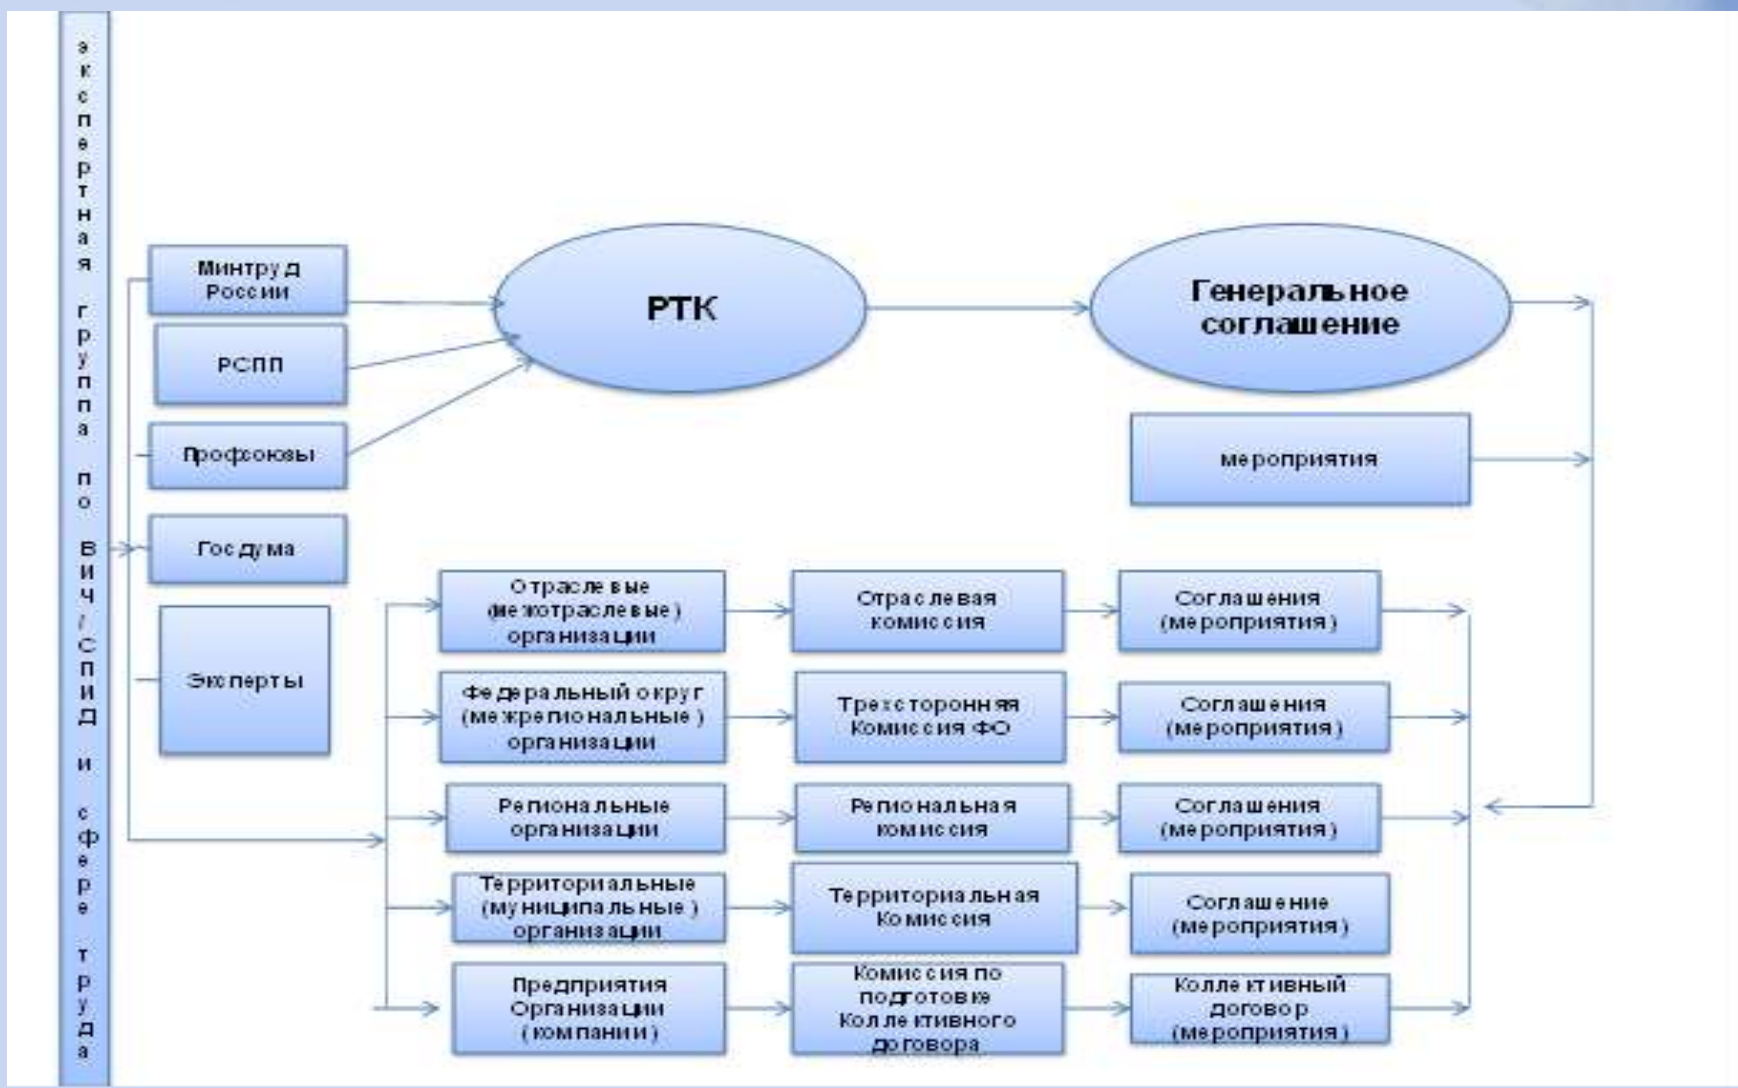 экспертная группа по Вич/Спид и сфере труда
Минтруд
России
РСПП
Профсоюзы
Госдума
Эксперты
РТК
Генеральное
соглашение
мероприятия
Отраслевые
(межотраслевые)
организации
Отраслевая
комиссия
Соглашения
(мероприятия)
Федеральный округ
(межрегиональные)
организации
Трехсторонняя
Комиссия ФО
Соглашения
(мероприятия)
Региональные
организации
Региональная
комиссия
Соглашения
(мероприятия)
Территориальные
(муниципальные)
организации
Территориальная
Комиссия
Соглашение
(мероприятия)
Предприятия
Организации
(компании)
Комиссия по
подготовке
Коллективного
договора
Коллективный
договор
(мероприятия)